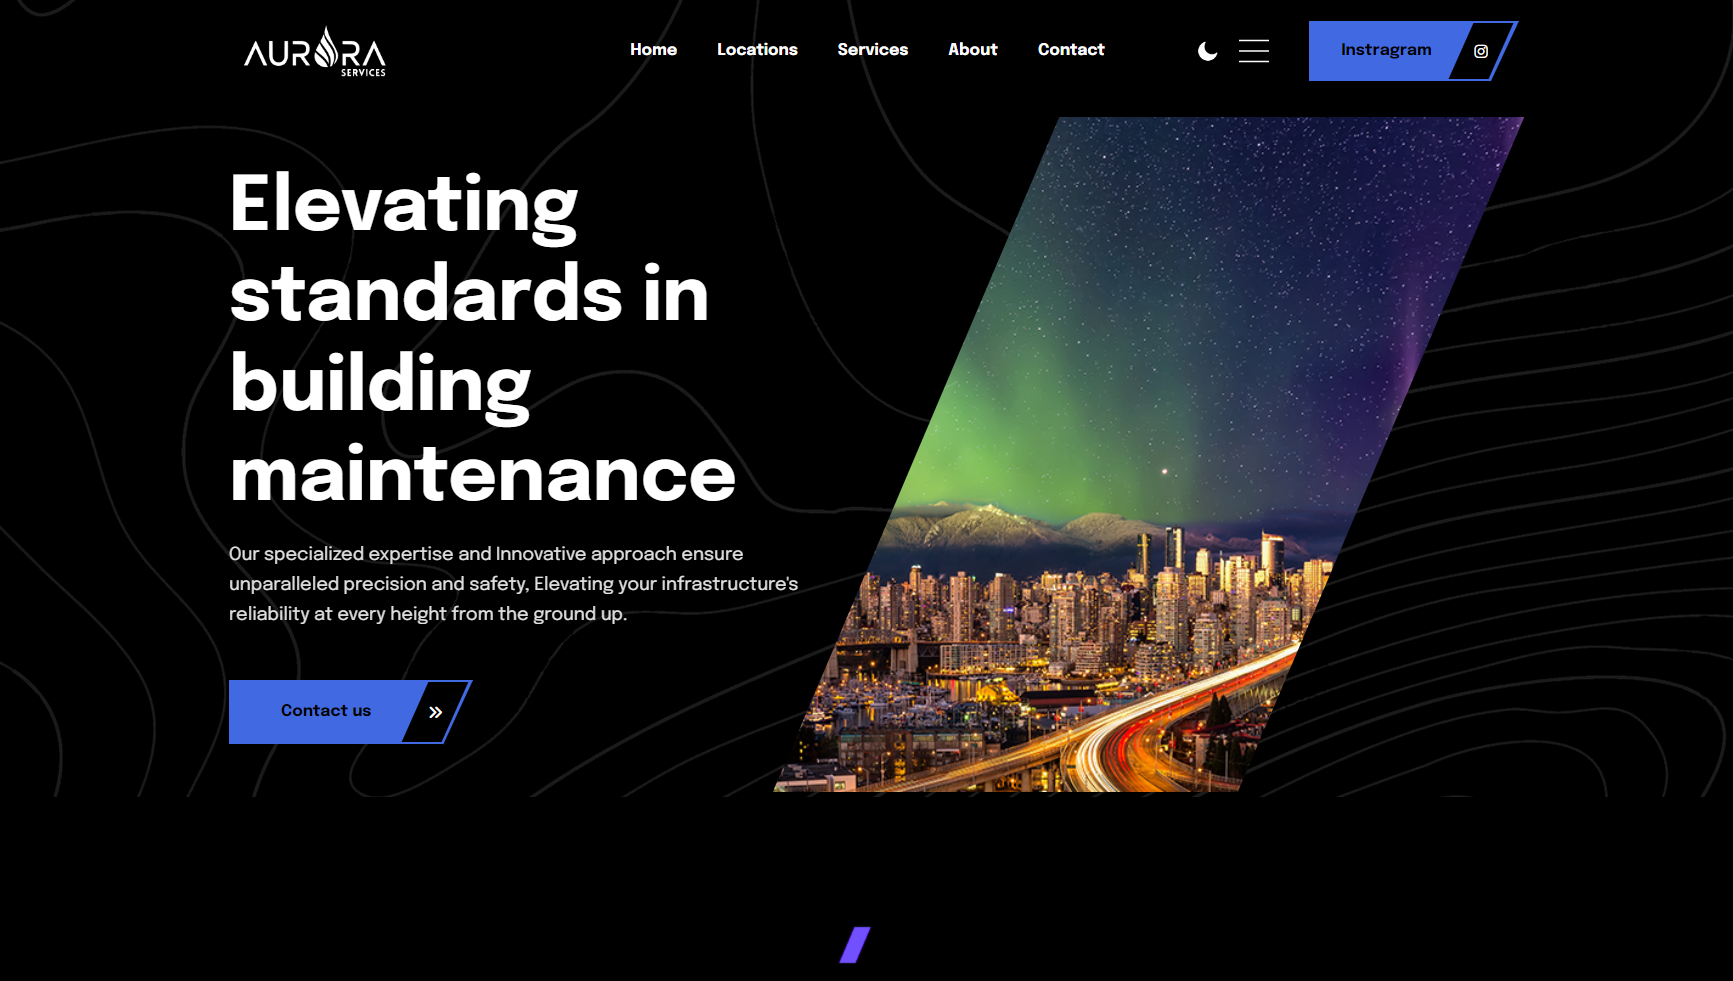 AURORA
SERVICES
Home
Locations
Services
About
Contact
Instragram
Elevating
standards in
building
maintenance
Our specialized expertise and Innovative approach ensure
unparalleled precision and safety, Elevating your infrastructure's
reliability at every height from the ground up.
Contact us